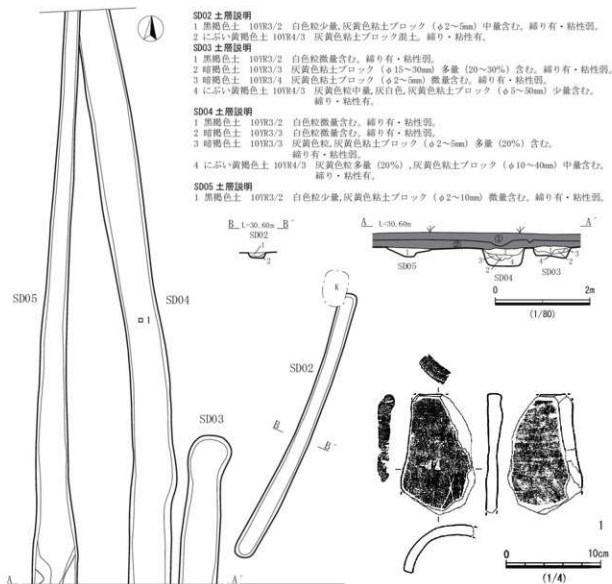 SD02 土層説明
1 黒褐色土 10YR3/2 白色粒少量,灰黄色粘土ブロック（φ2～5mm）中量含む。締り有・粘性弱。
2 にぶい黄褐色土 10YR4/3 灰黄色粘土ブロック混土。締り・粘性有。
SD03 土層説明
1 黒褐色土 10YR3/2 白色粒微量含む。締り有・粘性弱。
2 暗褐色土 10YR3/3 灰黄色粘土ブロック（φ15～30mm）多量（20～30%）含む。締り有・粘性弱。
3 暗褐色土 10YR3/4 灰黄色粘土ブロック（φ2～5mm）微量含む。締り有・粘性弱。
4 にぶい黄褐色土 10YR4/3 灰黄色粒中量,灰白色,灰黄色粘土ブロック（φ5～50mm）少量含む。
締り・粘性有。
SD04 土層説明
1 黒褐色土 10YR3/2 白色粒微量含む。締り有・粘性弱。
2 暗褐色土 10YR3/3 白色粒微量含む。締り有・粘性弱。
3 暗褐色土 10YR3/3 灰黄色粒,灰黄色粘土ブロック（φ2～5mm）多量（20%）含む。
締り有・粘性弱。
4 にぶい黄褐色土 10YR4/3 灰黄色粒多量（20%）,灰黄色粘土ブロック（φ10～40mm）中量含む。
締り・粘性有。
SD05 土層説明
1 黒褐色土 10YR3/2 白色粒少量,灰黄色粘土ブロック（φ2～10mm）微量含む。締り有・粘性弱。
B L=30.60m B´
SD02
1
2
A L=30.60m A´
①
②
SD05
SD04
SD03
0 2m
(1/80)
SD05
SD04
1
K
SD02
B
B´
SD03
A
A´
1
0 10cm
(1/4)